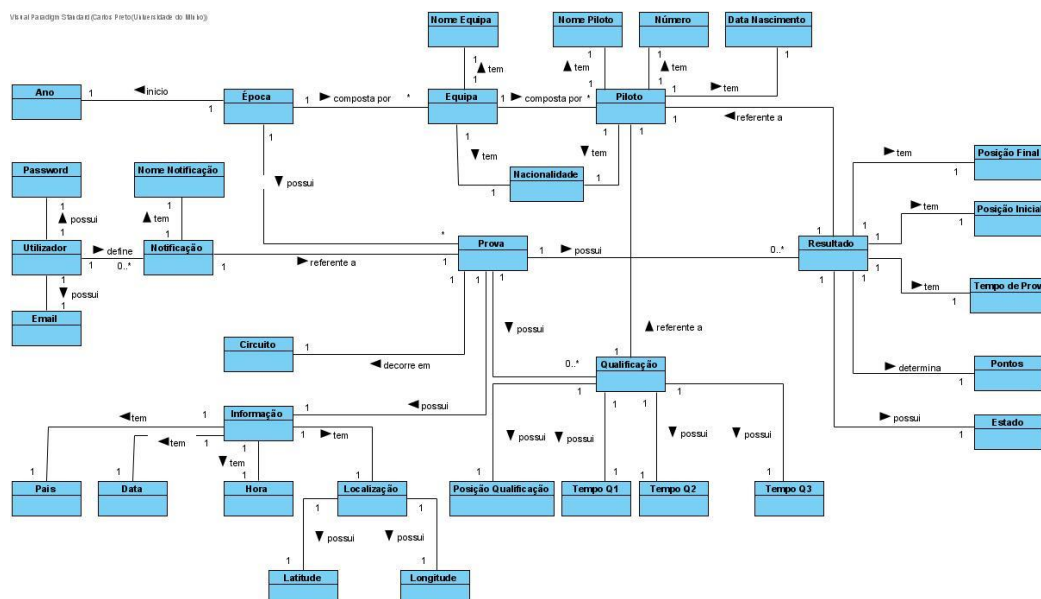 Visual Paradigm Standard (Carlos Preto(Universidade do Minho))
Nome Equipa
Nome Piloto
Número
Data Nascimento
1 1 1 1
tem tem tem tem
1 1 1 1
Ano 1 início 1 Época 1 composta por * Equipa 1 composta por * Piloto
1 1 1 1 1 1 1
referente a
tem tem
Nacionalidade
1 1
Password
Nome Notificação
possui
tem Posição Final
1
tem Posição Inicial
1
1 1
possui tem
1 1
Utilizador 1 define 0..* Notificação 1 referente a 1 Prova 1 possui 0..* Resultado
*
1 1 1 1
1 1 1 1 1 1
possui
1
Email
tem Tempo de Prov
1
Circuito 1 decorre em
possui
0..*
referente a
1
Qualificação
1 1 1 1
determina Pontos
1
possui Estado
1
Informação 1 possui
1 1 1 1
tem tem tem tem
possui possui possui possui
1 1 1 1 1 1 1 1
País
Data
Hora
Localização
Posição Qualificação
Tempo Q1
Tempo Q2
Tempo Q3
1 1
possui possui
1 1
Latitude
Longitude